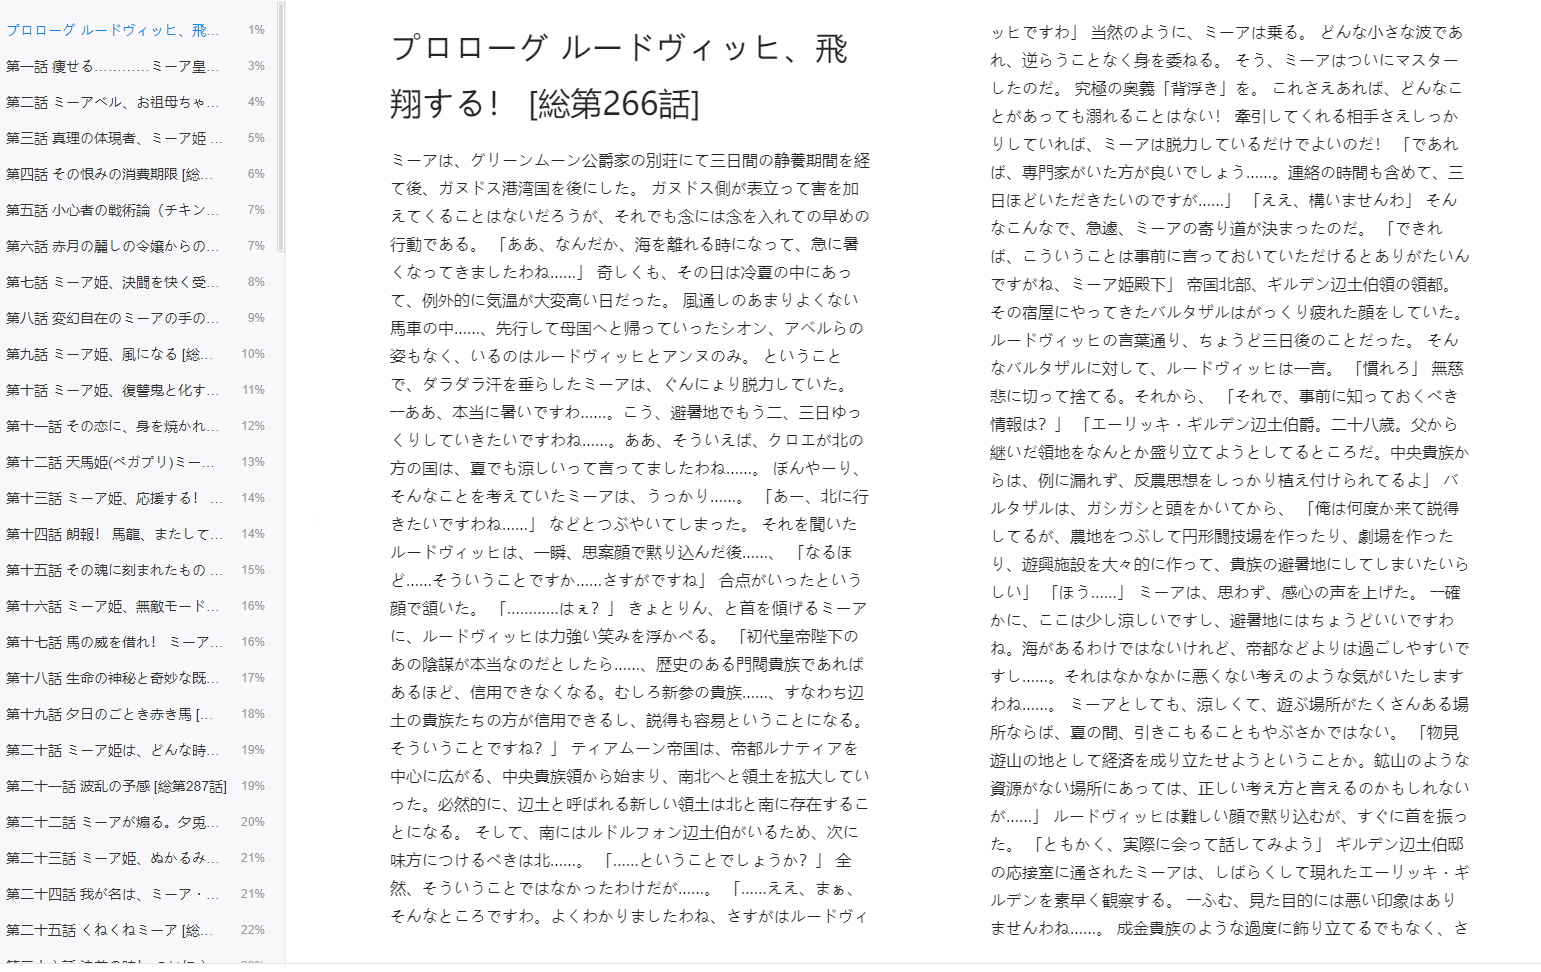 プロローグ ルードヴィッヒ、飛… 1%
第一話 痩せる…………ミーア皇… 3%
第二話 ミーアベル、お祖母ちゃ… 4%
第三話 真理の体現者、ミーア姫 … 5%
第四話 その恨みの消費期限 [総… 6%
第五話 小心者の戦術論（チキン… 7%
第六話 赤月の麗しの令嬢からの… 7%
第七話 ミーア姫、決闘を快く受… 8%
第八話 変幻自在のミーアの手の… 9%
第九話 ミーア姫、風になる [総… 10%
第十話 ミーア姫、復讐鬼と化す… 11%
第十一話 その恋に、身を焼かれ… 12%
第十二話 天馬姫(ペガプリ)ミー… 13%
第十三話 ミーア姫、応援する！ … 14%
第十四話 朗報！ 馬龍、またして… 14%
第十五話 その魂に刻まれたもの … 15%
第十六話 ミーア姫、無敵モード… 16%
第十七話 馬の威を借れ！ ミーア… 16%
第十八話 生命の神秘と奇妙な既… 17%
第十九話 夕日のごとき赤き馬 [… 18%
第二十話 ミーア姫は、どんな時… 19%
第二十一話 波乱の予感 [総第287話] 19%
第二十二話 ミーアが煽る。夕兎… 20%
第二十三話 ミーア姫、ぬかるみ… 21%
第二十四話 我が名は、ミーア・… 21%
第二十五話 くねくねミーア [総… 22%
プロローグ ルードヴィッヒ、飛
翔する！ [総第266話]
ミーアは、グリーンムーン公爵家の別荘にて三日間の静養期間を経
て後、ガヌドス港湾国を後にした。 ガヌドス側が表立って害を加
えてくることはないだろうが、それでも念には念を入れての早めの
行動である。 「ああ、なんだか、海を離れる時になって、急に暑
くなってきましたわね……」 奇しくも、その日は冷夏の中にあっ
て、例外的に気温が大変高い日だった。 風通しのあまりよくない
馬車の中……、先行して母国へと帰っていったシオン、アベルらの
姿もなく、いるのはルードヴィッヒとアンヌのみ。 ということ
で、ダラダラ汗を垂らしたミーアは、ぐんにょり脱力していた。
―ああ、本当に暑いですわ……。こう、避暑地でもう二、三日ゆっ
くりしていきたいですわね……。ああ、そういえば、クロエが北の
方の国は、夏でも涼しいって言ってましたわね……。 ぼんやーり、
そんなことを考えていたミーアは、うっかり……。 「あー、北に行
きたいですわね……」 などとつぶやいてしまった。 それを聞いた
ルードヴィッヒは、一瞬、思案顔で黙り込んだ後……、 「なるほ
ど……そういうことですか……さすがですね」 合点がいったという
顔で頷いた。 「…………はぇ？」 きょとりん、と首を傾げるミーア
に、ルードヴィッヒは力強い笑みを浮かべる。 「初代皇帝陛下の
あの陰謀が本当なのだとしたら……、歴史のある門閥貴族であれば
あるほど、信用できなくなる。むしろ新参の貴族……、すなわち辺
土の貴族たちの方が信用できるし、説得も容易ということになる。
そういうことですね？」 ティアムーン帝国は、帝都ルナティアを
中心に広がる、中央貴族領から始まり、南北へと領土を拡大してい
った。必然的に、辺土と呼ばれる新しい領土は北と南に存在するこ
とになる。 そして、南にはルドルフォン辺土伯がいるため、次に
味方につけるべきは北……。 「……ということでしょうか？」 全
然、そういうことではなかったわけだが……。 「……ええ、まぁ、
そんなところですわ。よくわかりましたわね、さすがはルードヴィ
ッヒですわ」 当然のように、ミーアは乗る。 どんな小さな波であ
れ、逆らうことなく身を委ねる。 そう、ミーアはついにマスター
したのだ。 究極の奥義「背浮き」を。 これさえあれば、どんなこ
とがあっても溺れることはない！ 牽引してくれる相手さえしっか
りしていれば、ミーアは脱力しているだけでよいのだ！ 「であれ
ば、専門家がいた方が良いでしょう……。連絡の時間も含めて、三
日ほどいただきたいのですが……」 「ええ、構いませんわ」 そん
なこんなで、急遽、ミーアの寄り道が決まったのだ。 「できれ
ば、こういうことは事前に言っておいていただけるとありがたいん
ですがね、ミーア姫殿下」 帝国北部、ギルデン辺土伯領の領都。
その宿屋にやってきたバルタザルはがっくり疲れた顔をしていた。
ルードヴィッヒの言葉通り、ちょうど三日後のことだった。 そん
なバルタザルに対して、ルードヴィッヒは一言。 「慣れろ」 無慈
悲に切って捨てる。それから、 「それで、事前に知っておくべき
情報は？」 「エーリッキ・ギルデン辺土伯爵。二十八歳。父から
継いだ領地をなんとか盛り立てようとしてるところだ。中央貴族か
らは、例に漏れず、反農思想をしっかり植え付けられてるよ」 バ
ルタザルは、ガシガシと頭をかいてから、 「俺は何度か来て説得
してるが、農地をつぶして円形闘技場を作ったり、劇場を作った
り、遊興施設を大々的に作って、貴族の避暑地にしてしまいたいら
しい」 「ほう……」 ミーアは、思わず、感心の声を上げた。 ―確
かに、ここは少し涼しいですし、避暑地にはちょうどいいですわ
ね。海があるわけではないけれど、帝都などよりは過ごしやすいで
すし……。それはなかなかに悪くない考えのような気がいたします
わね……。 ミーアとしても、涼しくて、遊ぶ場所がたくさんある場
所ならば、夏の間、引きこもることもやぶさかではない。 「物見
遊山の地として経済を成り立たせようということか。鉱山のような
資源がない場所にあっては、正しい考え方と言えるのかもしれない
が……」 ルードヴィッヒは難しい顔で黙り込むが、すぐに首を振っ
た。 「ともかく、実際に会って話してみよう」 ギルデン辺土伯邸
の応接室に通されたミーアは、しばらくして現れたエーリッキ・ギ
ルデンを素早く観察する。 ―ふむ、見た目的には悪い印象はあり
ませんわね……。 成金貴族のような過度に飾り立てるでもなく、さ